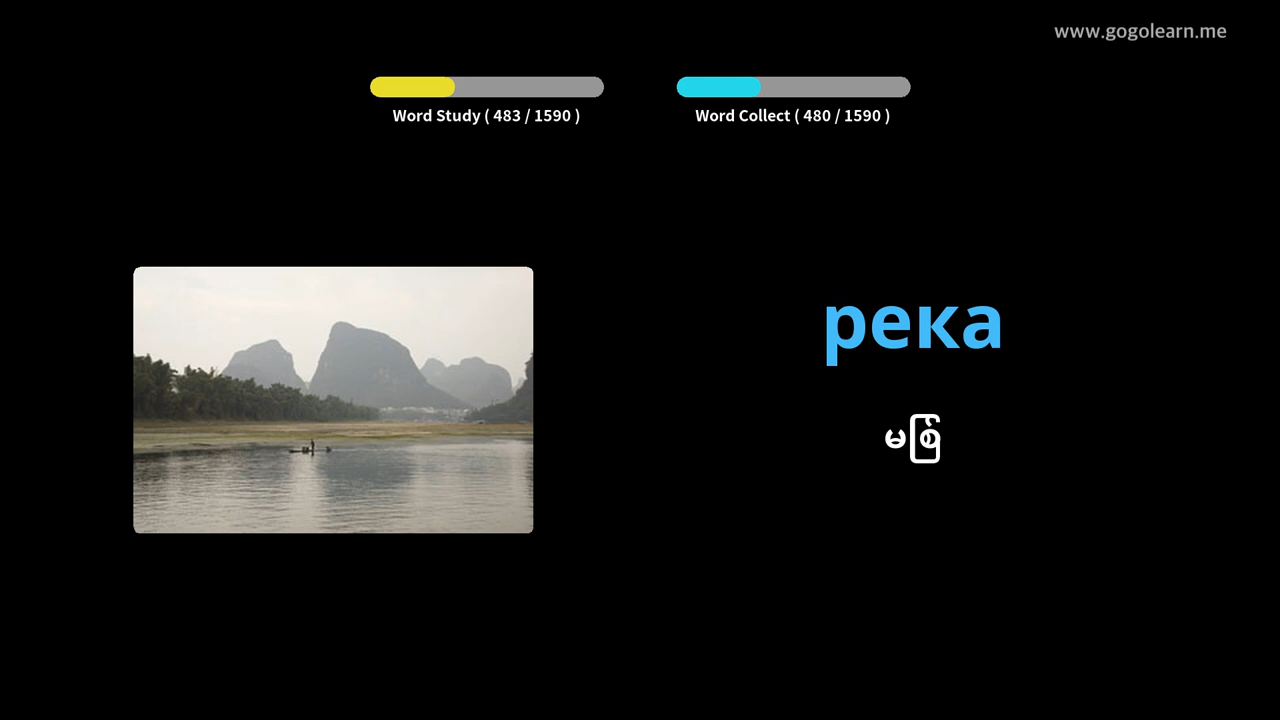 www.gogolearn.me
Word Study ( 483 / 1590 )
Word Collect ( 480 / 1590 )
река
မြစ်